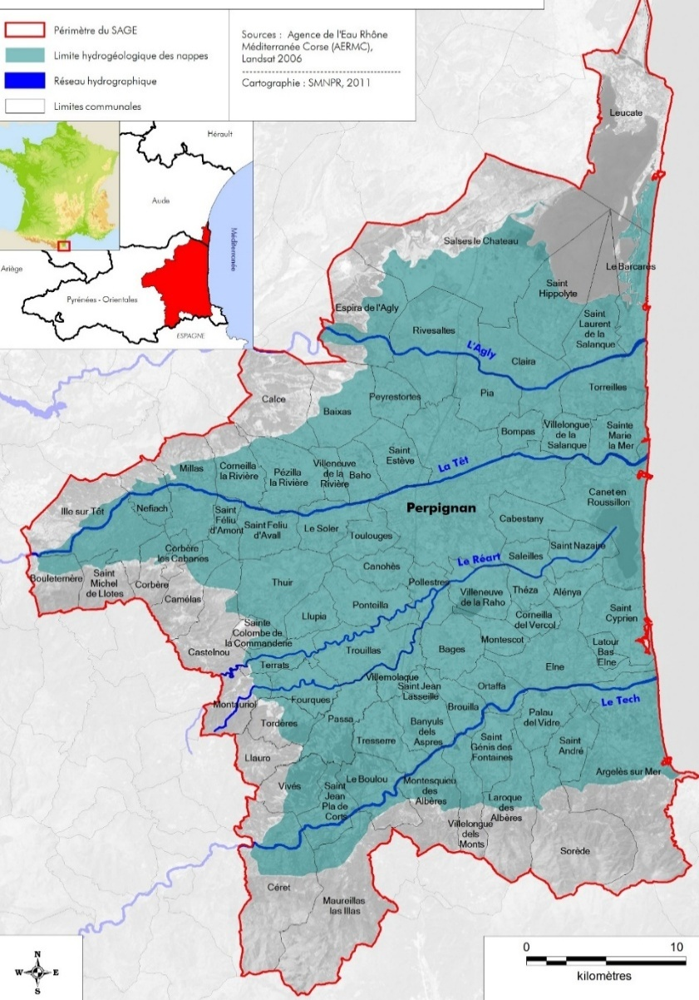 Périmètre du SAGE
Limite hydrogéologique des nappes
Réseau hydrographique
Limites communales
Sources : Agence de l'Eau Rhône
Méditerranée Corse (AERMC),
Landsat 2006
Cartographie : SMNPR, 2011
Hérault
Aude
Ariège
Pyrénées - Orientales
Méditerranée
ESPAGNE
Leucate
Salses le Chateau
Le Barcarès
Saint
Hippolyte
Espira de l'Agly
Rivesaltes
Saint
Laurent
de la
Salanque
L'Agly
Claira
Torreilles
Calce
Baixas
Peyrestortes
Pia
Bompas
Villelongue
de la
Salanque
Sainte
Marie
la Mer
Millas
Corneilla
la Rivière
Pézilla
la Rivière
Villeneuve
de la
Rivière
Baho
Saint
Estève
La Têt
Ille sur Têt
Nefiach
Saint
Féliu
d'Amont
Saint Feliu
d'Avall
Le Soler
Toulouges
Perpignan
Cabestany
Canet en
Roussillon
Corbère
les Cabanes
Bouleternère
Saint
Michel
de Llotes
Corbère
Camélas
Thuir
Canohès
Pollestres
Le Réart
Saleilles
Saint Nazaire
Llupia
Ponteilla
Villeneuve
de la Raho
Théza
Alénya
Corneilla
del Vercol
Saint
Cyprien
Sainte
Colombe de
la Commanderie
Castelnou
Terrats
Trouillas
Bages
Montescot
Latour
Bas
Elne
Elne
Villemolaque
Saint Jean
Lasseille
Ortaffa
Le Tech
Montauriol
Fourques
Tordères
Passa
Brouilla
Banyuls
dels
Aspres
Palau
del Vidre
Tresserre
Saint
Génis des
Fontaines
Saint
André
Llauro
Vivés
Saint
Jean
Pla de
Corts
Le Boulou
Montesquieu
des
Albères
Argelès sur Mer
Laroque
des
Albères
Villelongue
dels
Monts
Sorède
Céret
Maureillas
las Illas
N
W
E
S
0
10
kilomètres